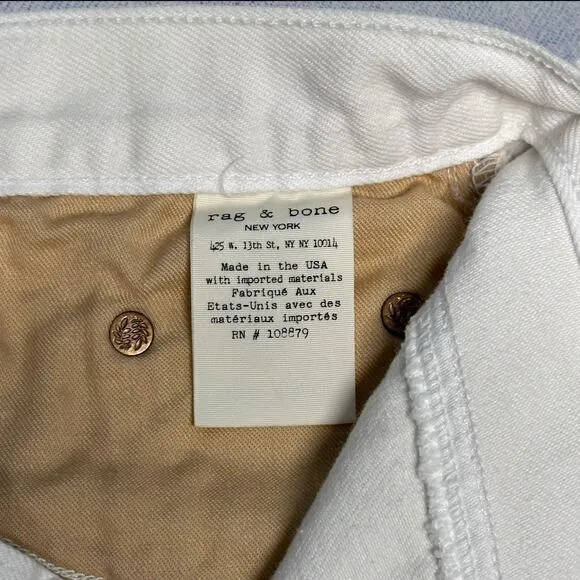 rag & bone
NEW YORK
425 W. 13th St, NY NY 10014
Made in the USA
with imported materials
Fabriqué Aux
Etats-Unis avec des
matériaux importés
RN # 108879